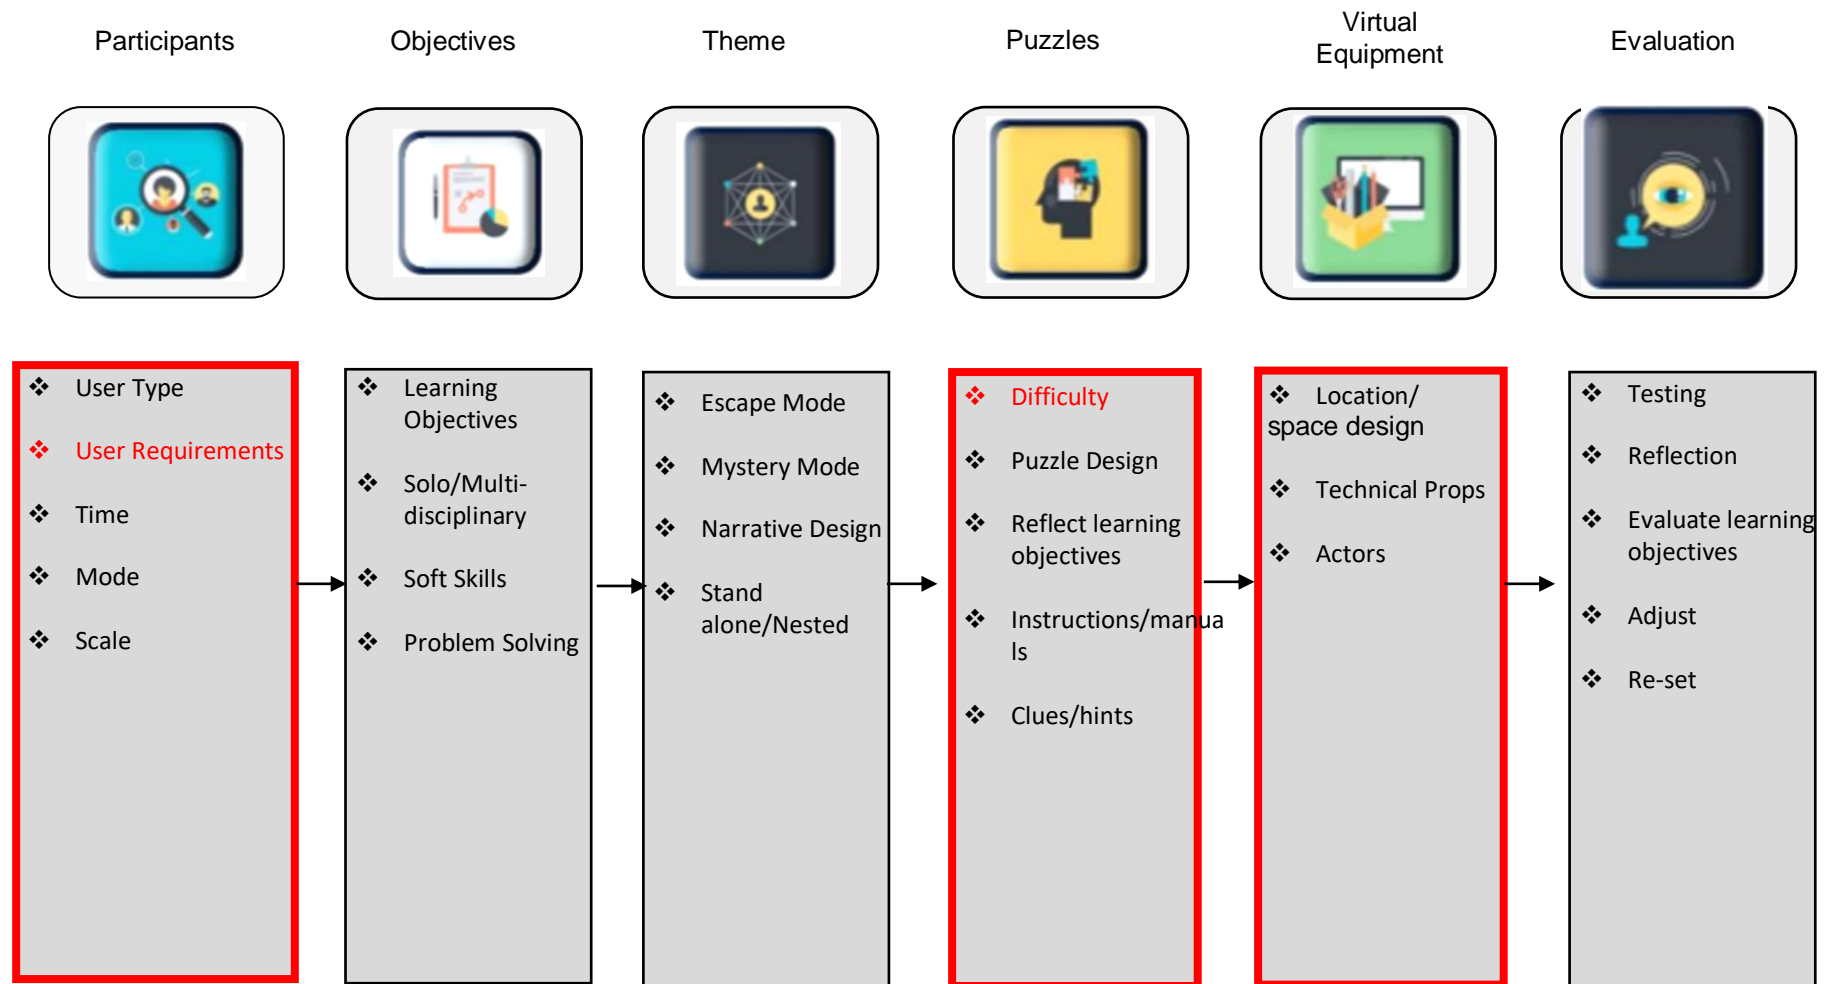 Participants
Objectives
Theme
Puzzles
Virtual
Equipment
Evaluation
❖ User Type
❖ User Requirements
❖ Time
❖ Mode
❖ Scale
❖ Learning
Objectives
❖ Solo/Multi-
disciplinary
❖ Soft Skills
❖ Problem Solving
❖ Escape Mode
❖ Mystery Mode
❖ Narrative Design
❖ Stand
alone/Nested
❖ Difficulty
❖ Puzzle Design
❖ Reflect learning
objectives
❖ Instructions/manua
ls
❖ Clues/hints
❖ Location/
space design
❖ Technical Props
❖ Actors
❖ Testing
❖ Reflection
❖ Evaluate learning
objectives
❖ Adjust
❖ Re-set